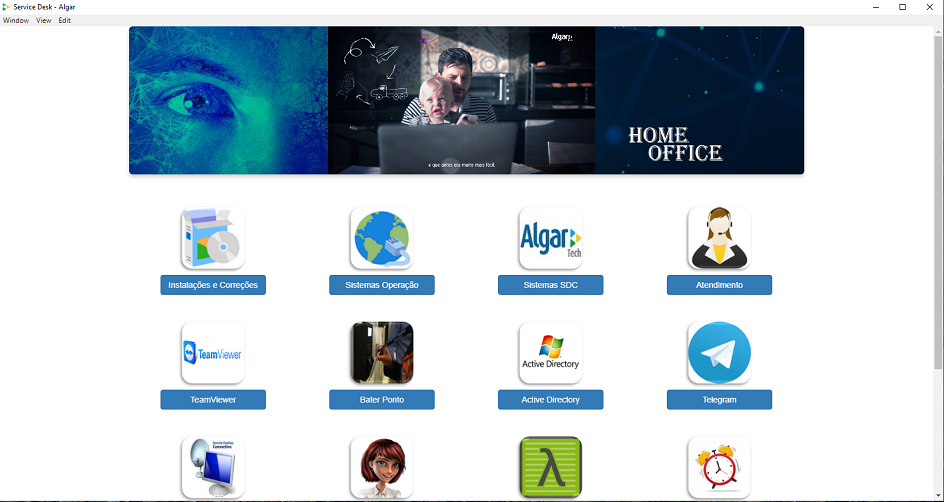 Service Desk - Algar
Window View Edit
Algar
e que antes era muito mais fácil.
HOME
OFFICE
Algar
Tech
Instalações e Correções
Sistemas Operação
Sistemas SDC
Atendimento
TeamViewer
Active Directory
TeamViewer
Bater Ponto
Active Directory
Telegram
Remote Desktop
Connection
λ